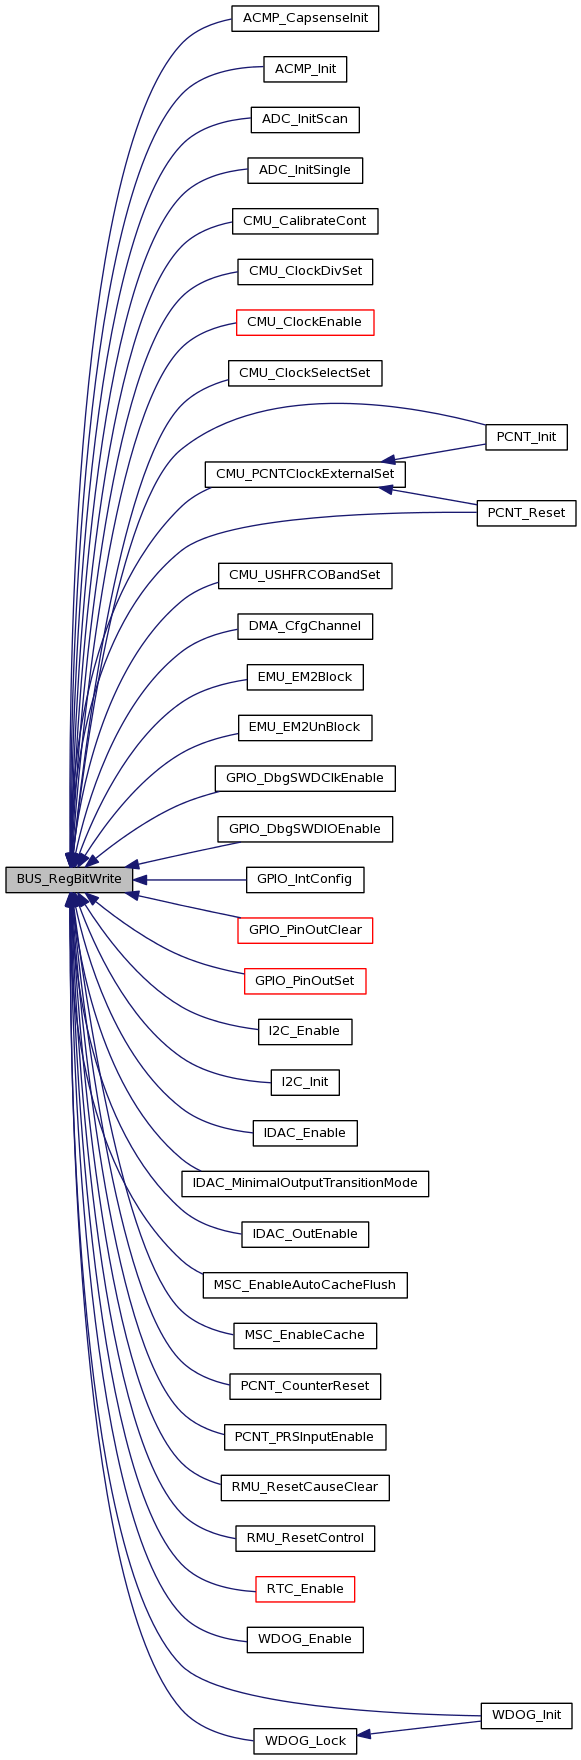 ACMP_CapsenseInit
ACMP_Init
ADC_InitScan
ADC_InitSingle
CMU_CalibrateCont
CMU_ClockDivSet
CMU_ClockEnable
CMU_ClockSelectSet
PCNT_Init
CMU_PCNTClockExternalSet
PCNT_Reset
CMU_USHFRCOBandSet
DMA_CfgChannel
EMU_EM2Block
EMU_EM2UnBlock
GPIO_DbgSWDClkEnable
GPIO_DbgSWDIOEnable
BUS_RegBitWrite
GPIO_IntConfig
GPIO_PinOutClear
GPIO_PinOutSet
I2C_Enable
I2C_Init
IDAC_Enable
IDAC_MinimalOutputTransitionMode
IDAC_OutEnable
MSC_EnableAutoCacheFlush
MSC_EnableCache
PCNT_CounterReset
PCNT_PRSInputEnable
RMU_ResetCauseClear
RMU_ResetControl
RTC_Enable
WDOG_Enable
WDOG_Init
WDOG_Lock